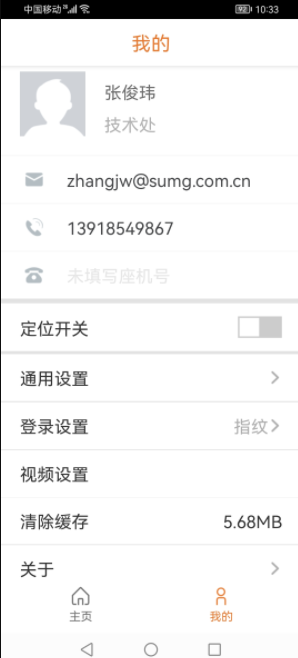 中国移动 92 10:33
我的
张俊玮
技术处
zhangjw@sumg.com.cn
13918549867
未填写座机号
定位开关
通用设置
登录设置 指纹
视频设置
清除缓存 5.68MB
关于
主页 我的